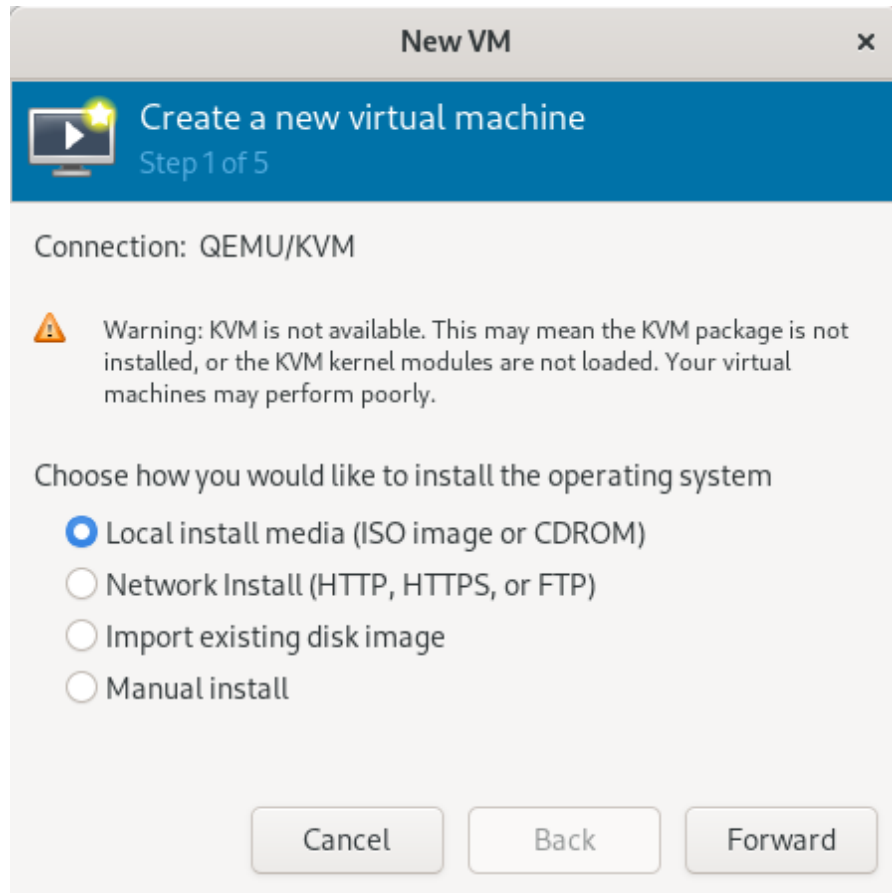 New VM
Create a new virtual machine
Step 1 of 5
Connection: QEMU/KVM
Warning: KVM is not available. This may mean the KVM package is not
installed, or the KVM kernel modules are not loaded. Your virtual
machines may perform poorly.
Choose how you would like to install the operating system
Local install media (ISO image or CDROM)
Network Install (HTTP, HTTPS, or FTP)
Import existing disk image
Manual install
Cancel Back Forward